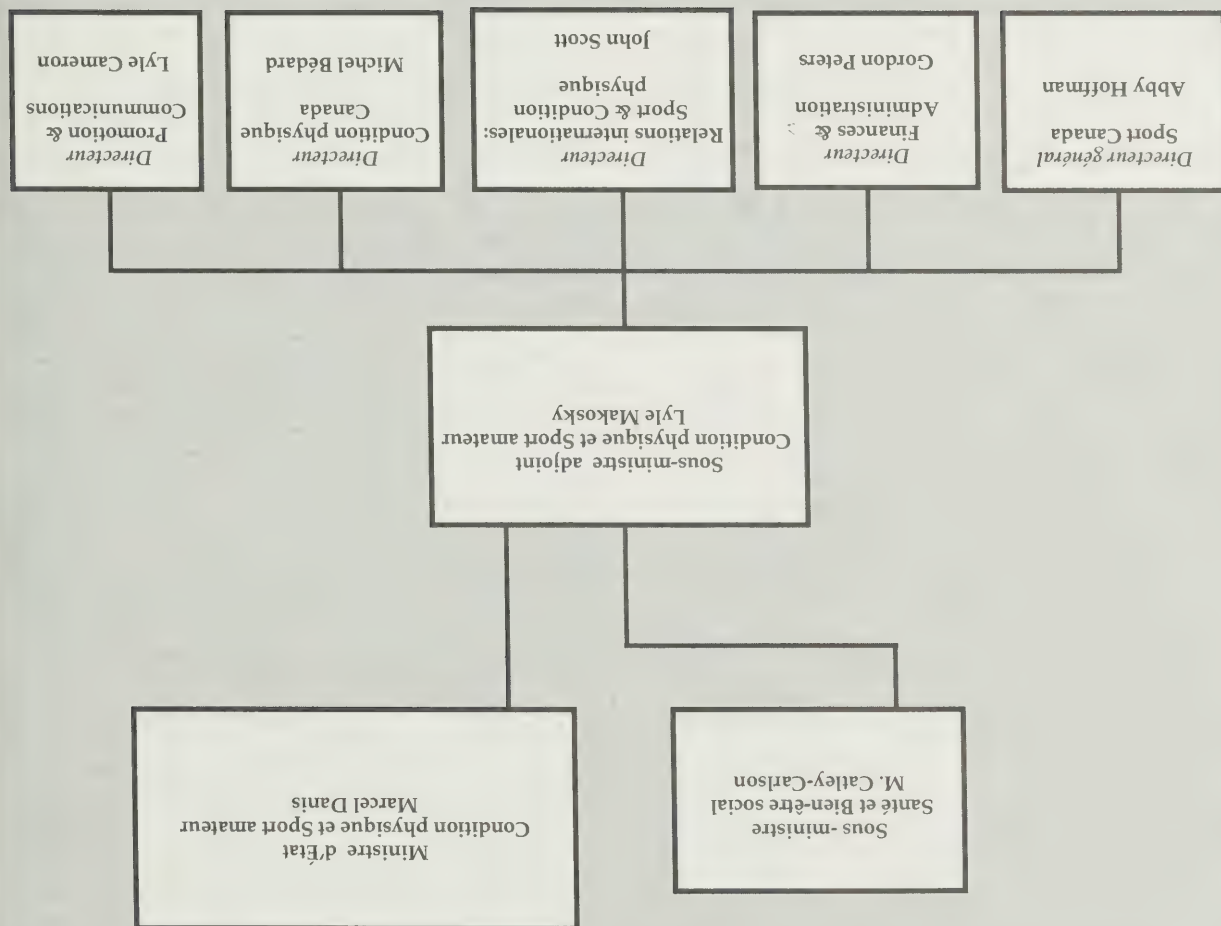 Sous -ministre
Santé et Bien-être social
M. Catley-Carlson
Ministre d'État
Condition physique et Sport amateur
Marcel Danis
Sous-ministre adjoint
Condition physique et Sport amateur
Lyle Makosky
Directeur général
Sport Canada
Abby Hoffman
Directeur
Finances &
Administration
Gordon Peters
Directeur
Relations internationales:
Sport & Condition
physique
John Scott
Directeur
Condition physique
Canada
Michel Bédard
Directeur
Promotion &
Communications
Lyle Cameron